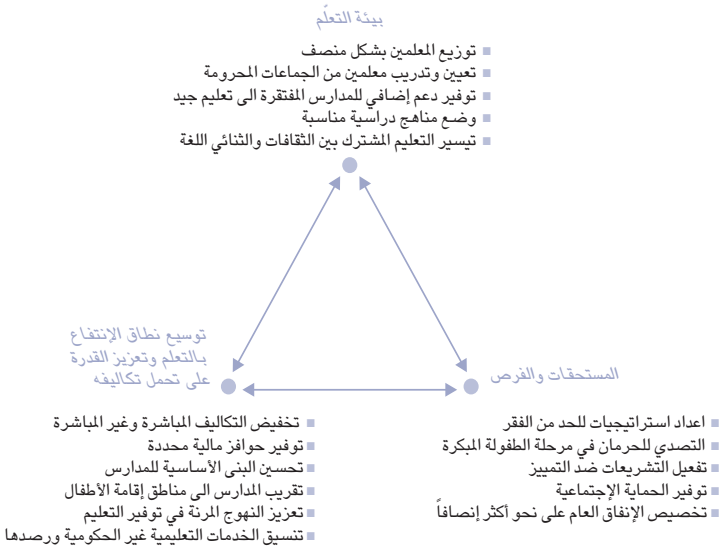 بيئة التعلّم
توزيع المعلمين بشكل منصف
تعيين وتدريب معلمين من الجماعات المحرومة
توفير دعم إضافي للمدارس المفتقرة الى تعليم جيد
وضع مناهج دراسية مناسبة
تيسير التعليم المشترك بين الثقافات والثنائي اللغة
المستحقات والفرص
اعداد استراتيجيات للحد من الفقر
التصدي للحرمان في مرحلة الطفولة المبكرة
تفعيل التشريعات ضد التمييز
توفير الحماية الإجتماعية
تخصيص الإنفاق العام على نحو أكثر إنصافاً
توسيع نطاق الإنتفاع
بالتعلم وتعزيز القدرة
على تحمل تكاليفه
تخفيض التكاليف المباشرة وغير المباشرة
توفير حوافز مالية محددة
تحسين البنى الأساسية للمدارس
تقريب المدارس الى مناطق إقامة الأطفال
تعزيز النهوج المرنة في توفير التعليم
تنسيق الخدمات التعليمية غير الحكومية ورصدها